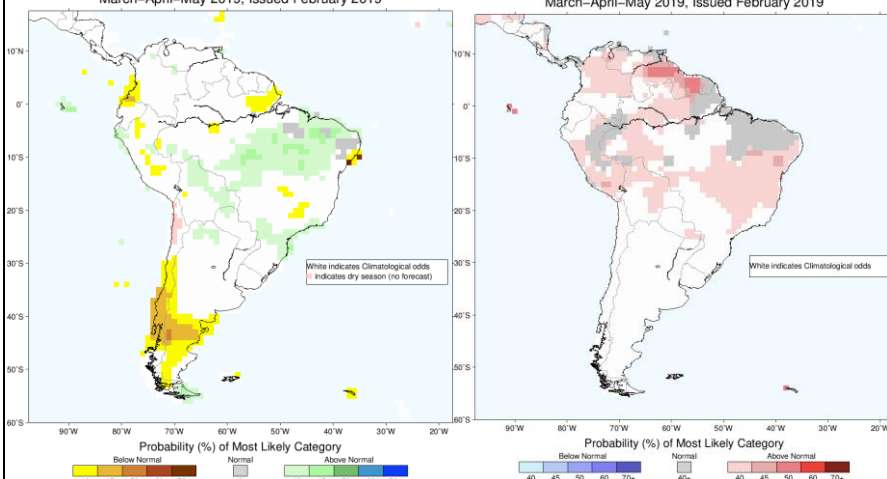 March-April-May 2019, Issued February 2019
10°N
0°
10°S
20°S
30°S
40°S
50°S
60°S
90°W
80°W
70°W
60°W
50°W
40°W
30°W
20°W
White indicates Climatological odds
indicates dry season (no forecast)
Probability (%) of Most Likely Category
Below Normal
Normal
Above Normal
March-April-May 2019, Issued February 2019
10°N
0°
10°S
20°S
30°S
40°S
50°S
60°S
90°W
80°W
70°W
60°W
50°W
40°W
30°W
20°W
White indicates Climatological odds
Probability (%) of Most Likely Category
Below Normal
Normal
Above Normal
40 45 50 60 70+
40+
40 45 50 60 70+